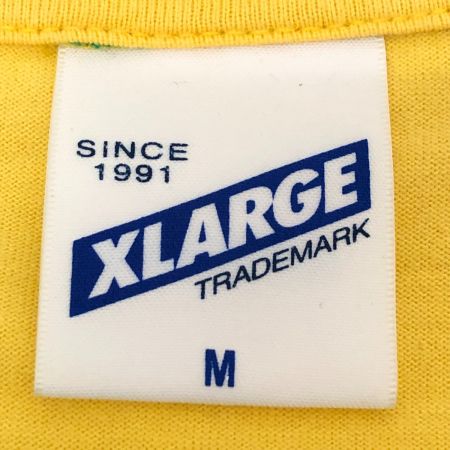 SINCE
1991
XLARGE
TRADEMARK
M